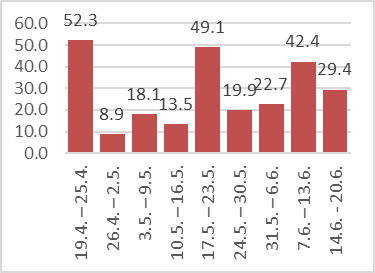 60.0
50.0
40.0
30.0
20.0
10.0
0.0
52.3
8.9
18.1
13.5
49.1
19.9
22.7
42.4
29.4
19.4. – 25.4.
26.4. – 2.5.
3.5. – 9.5.
10.5. – 16.5.
17.5. – 23.5.
24.5. – 30.5.
31.5. – 6.6.
7.6. – 13.6.
14.6. - 20.6.